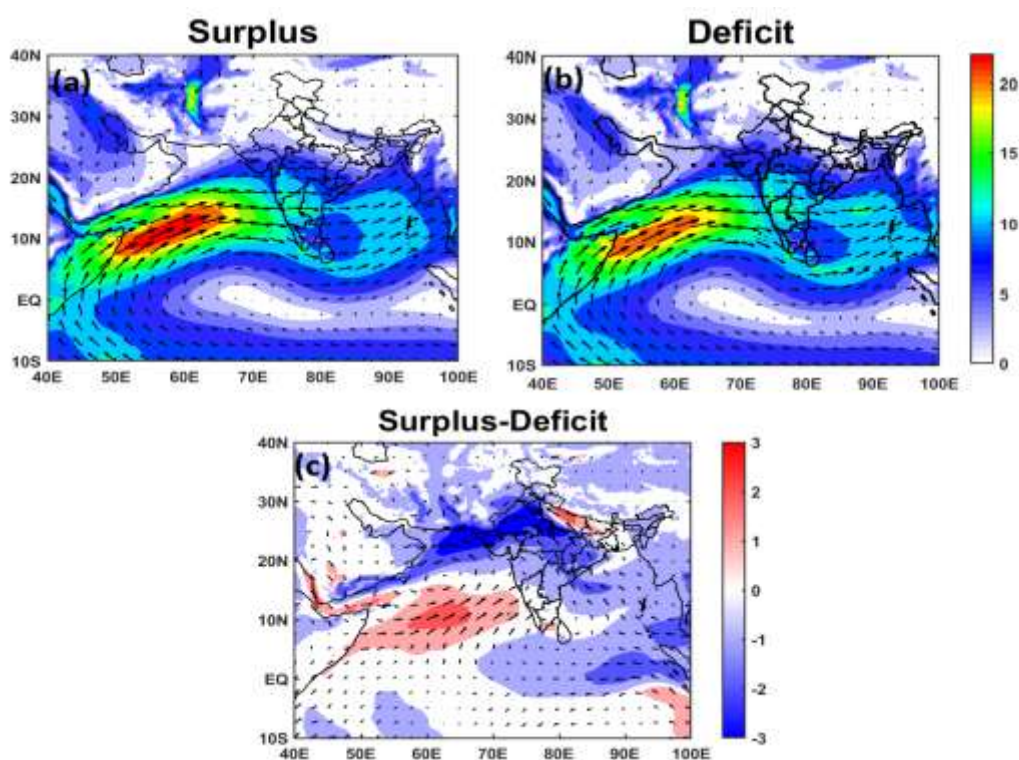 Surplus
Deficit
(a)
(b)
40N
30N
20N
10N
EQ
10S
40E 50E 60E 70E 80E 90E 100E
40N
30N
20N
10N
EQ
10S
40E 50E 60E 70E 80E 90E 100E
20
15
10
5
0
Surplus-Deficit
(c)
40N
30N
20N
10N
EQ
10S
40E 50E 60E 70E 80E 90E 100E
3
2
1
0
-1
-2
-3